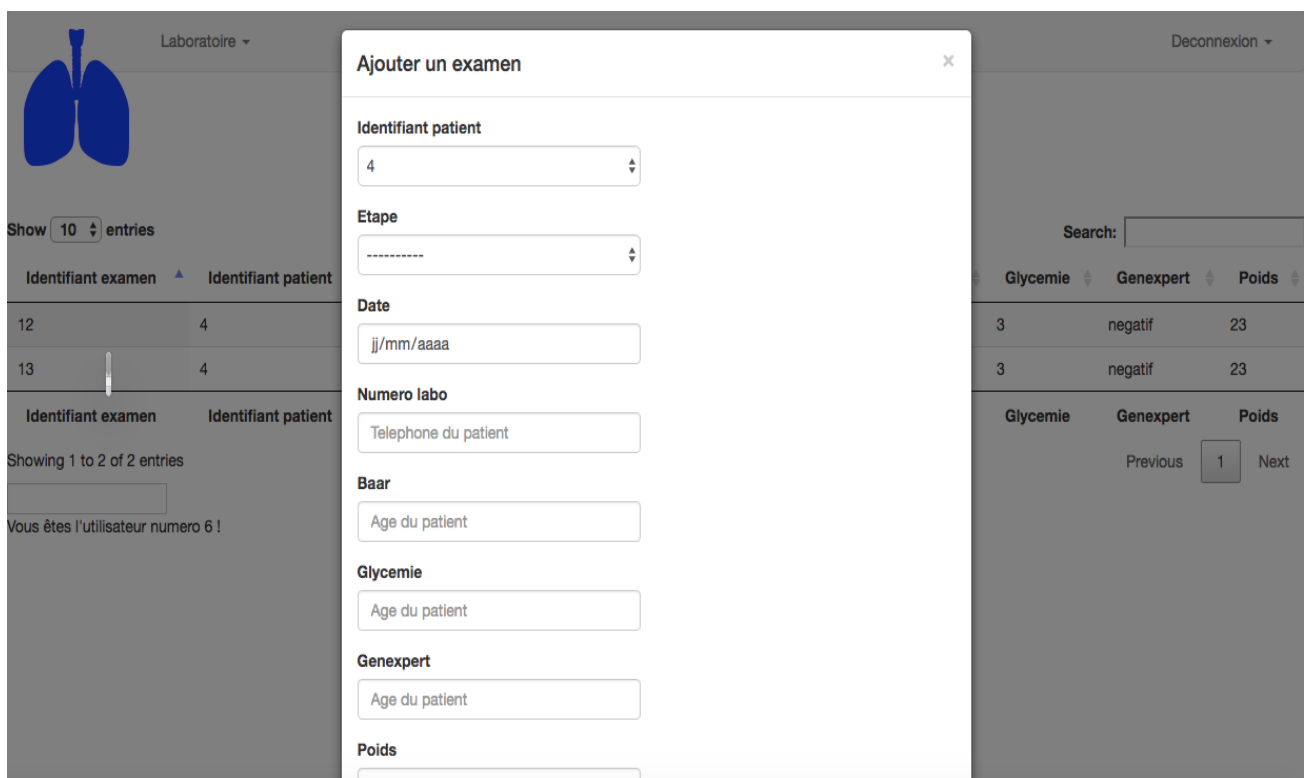 Laboratoire
Deconnexion
Ajouter un examen
×
Identifiant patient
4
Etape
----------
Date
jj/mm/aaaa
Numero labo
Telephone du patient
Baar
Age du patient
Glycemie
Age du patient
Genexpert
Age du patient
Poids
Show 10 entries
Search:
Identifiant examen Identifiant patient Glycemie Genexpert Poids
12 4 3 negatif 23
13 4 3 negatif 23
Identifiant examen Identifiant patient Glycemie Genexpert Poids
Showing 1 to 2 of 2 entries
Previous 1 Next
Vous êtes l'utilisateur numero 6 !